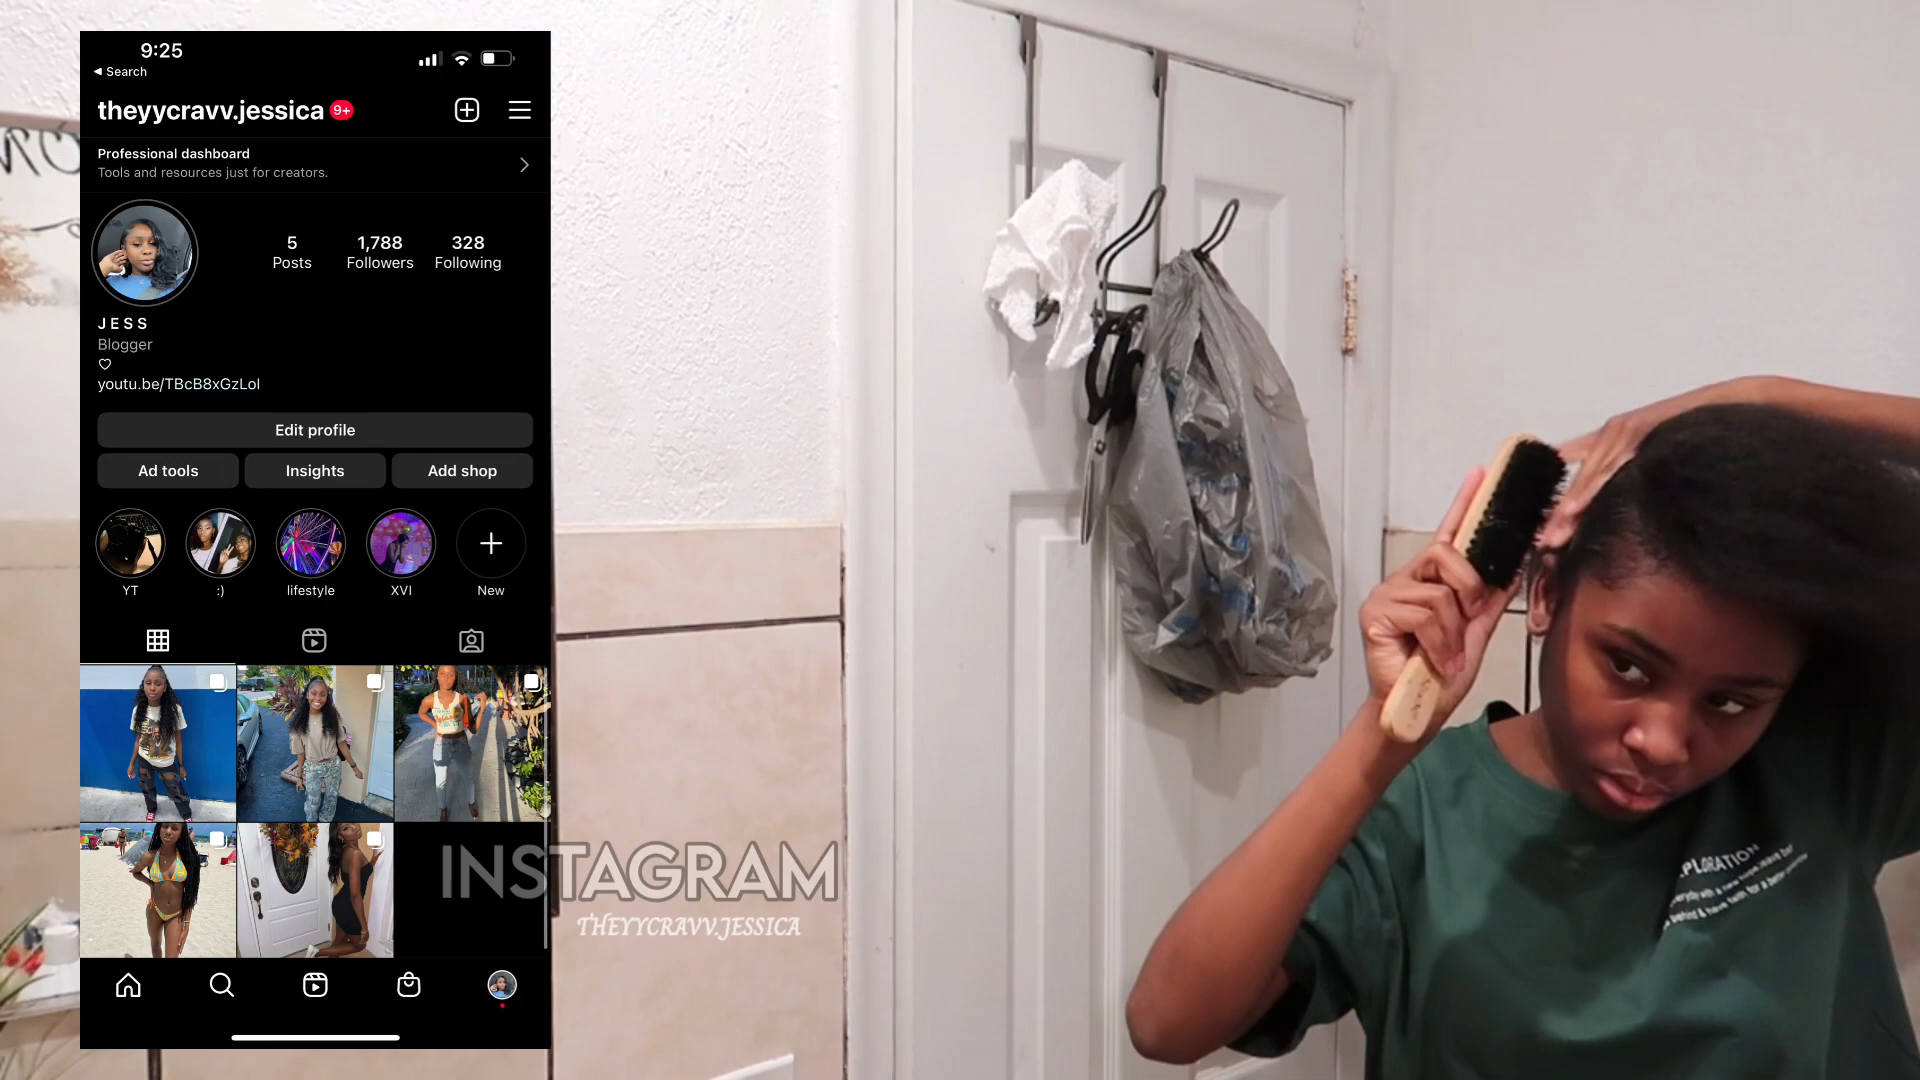 9:25
Search
theyycravv.jessica 9+
Professional dashboard
Tools and resources just for creators.
5 1,788 328
Posts Followers Following
J E S S
Blogger
youtu.be/TBcB8xGzLoI
Edit profile
Ad tools Insights Add shop
YT :) lifestyle XVI New
INSTAGRAM
THEYYCRAVV.JESSICA
PLORATION